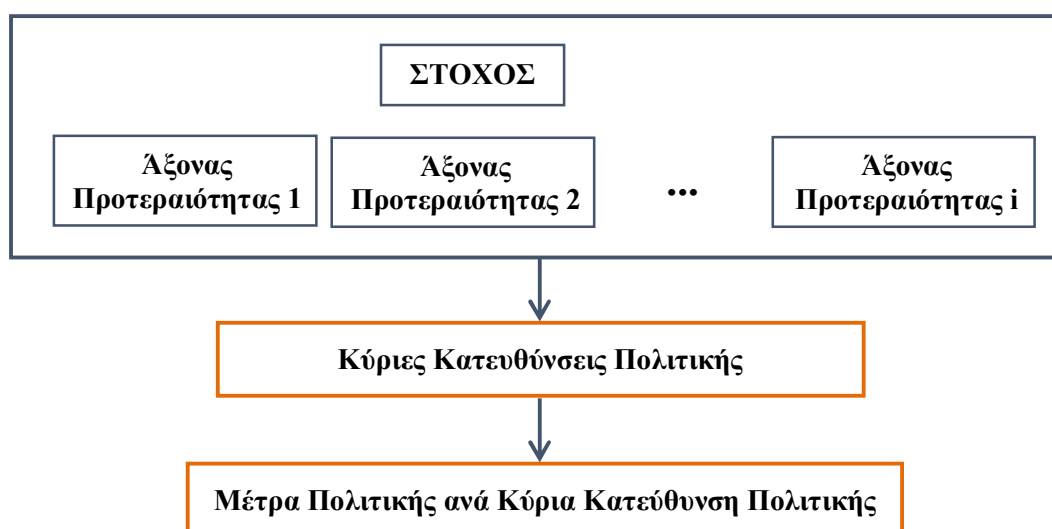 ΣΤΟΧΟΣ
Άξονας
Προτεραιότητας 1
Άξονας
Προτεραιότητας 2
...
Άξονας
Προτεραιότητας i
Κύριες Κατευθύνσεις Πολιτικής
Μέτρα Πολιτικής ανά Κύρια Κατεύθυνση Πολιτικής